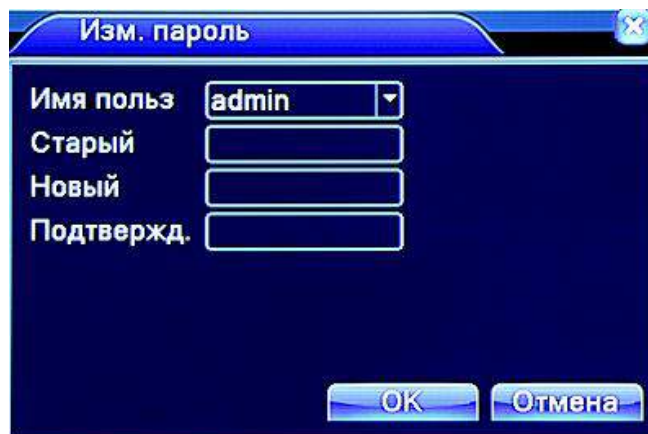 Изм. пароль
Имя польз admin
Старый
Новый
Подтвержд.
OK Отмена